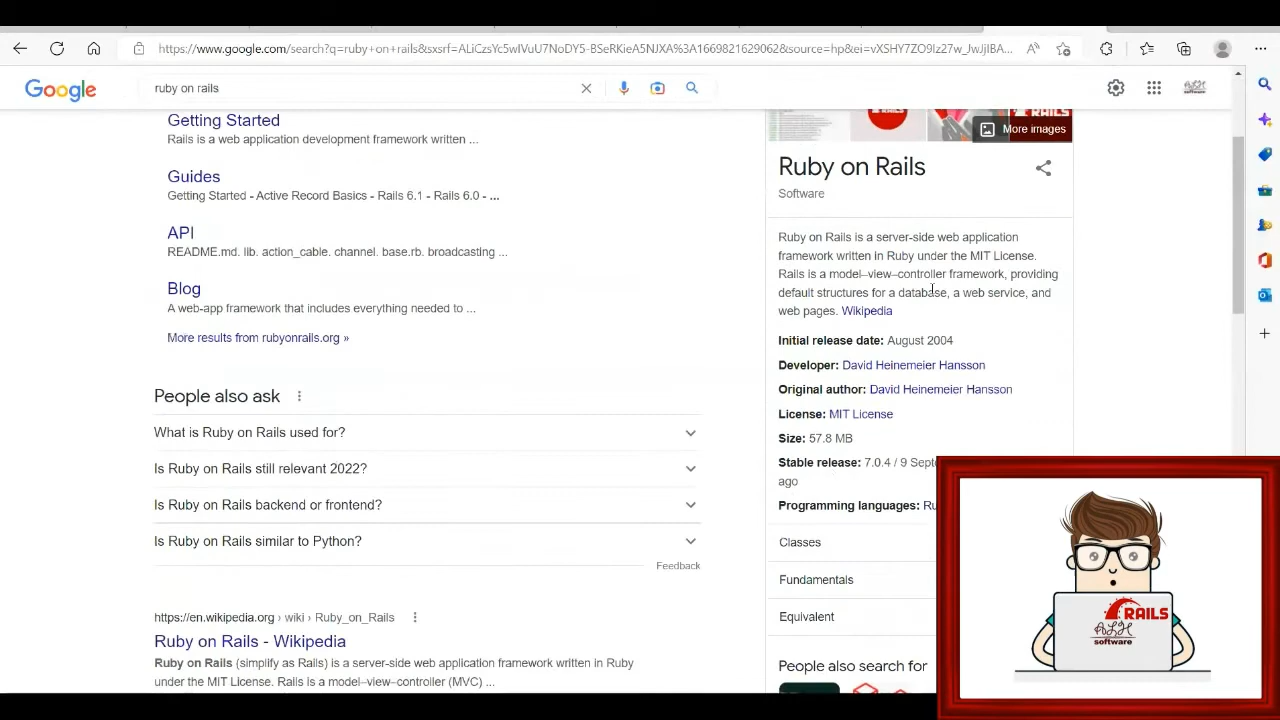 https://www.google.com/search?q=ruby+on+rails&sxsrf=ALiCzsYc5wIVuU7NoDY5-BSeRKieA5NJXA%3A1669821629062&source=hp&ei=vXSHY7ZO9Iz27w_JwJjIBA...
Google
ruby on rails
software
Getting Started
Rails is a web application development framework written ...
Guides
Getting Started - Active Record Basics - Rails 6.1 - Rails 6.0 - ...
API
README.md. lib. action_cable. channel. base.rb. broadcasting ...
Blog
A web-app framework that includes everything needed to ...
More results from rubyonrails.org »
People also ask
What is Ruby on Rails used for?
Is Ruby on Rails still relevant 2022?
Is Ruby on Rails backend or frontend?
Is Ruby on Rails similar to Python?
Feedback
https://en.wikipedia.org › wiki › Ruby_on_Rails
Ruby on Rails - Wikipedia
Ruby on Rails (simplify as Rails) is a server-side web application framework written in Ruby
under the MIT License. Rails is a model–view–controller (MVC) ...
RAILS
RAILS
More images
Ruby on Rails
Software
Ruby on Rails is a server-side web application
framework written in Ruby under the MIT License.
Rails is a model–view–controller framework, providing
default structures for a database, a web service, and
web pages. Wikipedia
Initial release date: August 2004
Developer: David Heinemeier Hansson
Original author: David Heinemeier Hansson
License: MIT License
Size: 57.8 MB
Stable release: 7.0.4 / 9 Sept
ago
Programming languages: Ru
Classes
Fundamentals
Equivalent
People also search for
RAILS
ALH
software